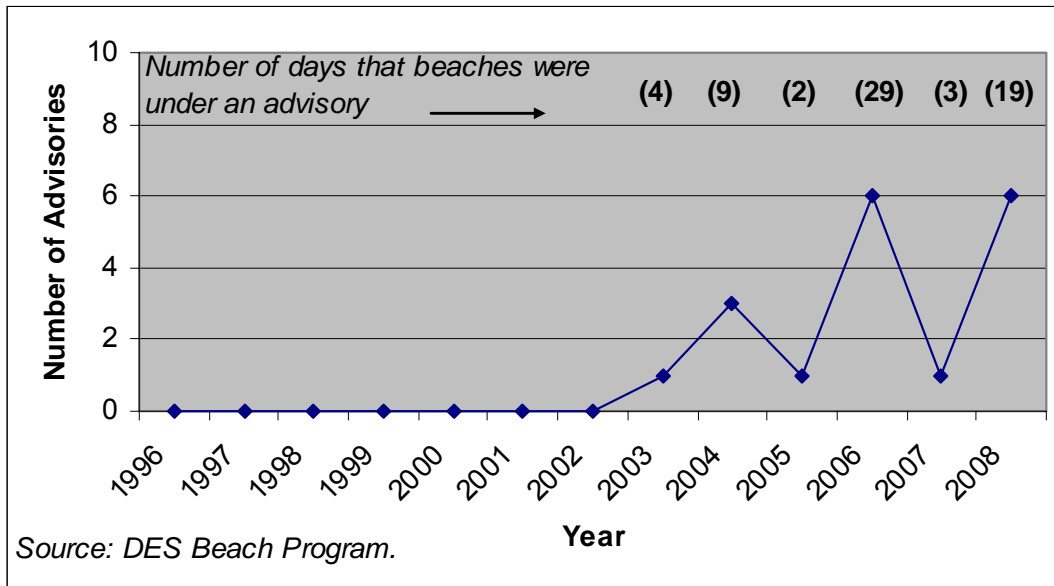 Number of days that beaches were
under an advisory
(4) (9) (2) (29) (3) (19)
10
8
6
4
2
0
Number of Advisories
1996 1997 1998 1999 2000 2001 2002 2003 2004 2005 2006 2007 2008
Year
Source: DES Beach Program.